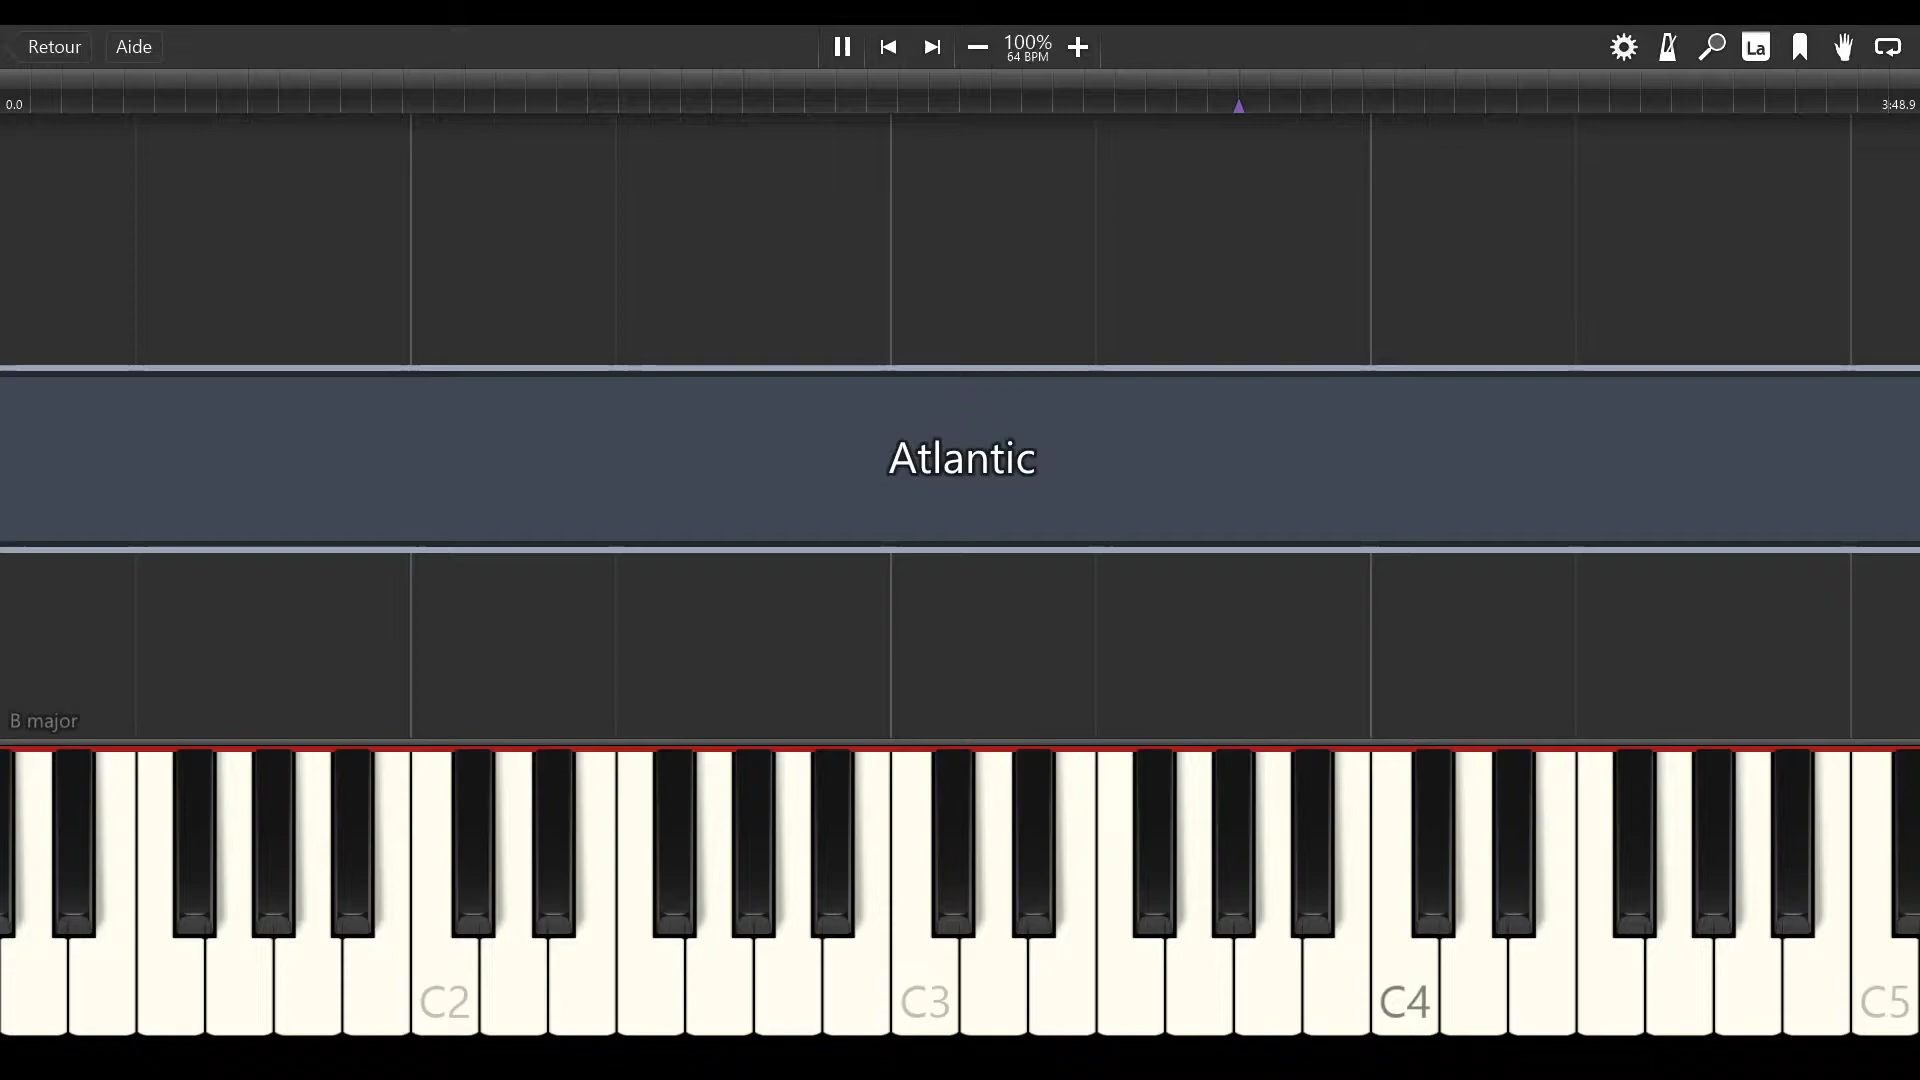 Retour
Aide
100%
64 BPM
La
0.0
3:48.9
Atlantic
B major
C2
C3
C4
C5